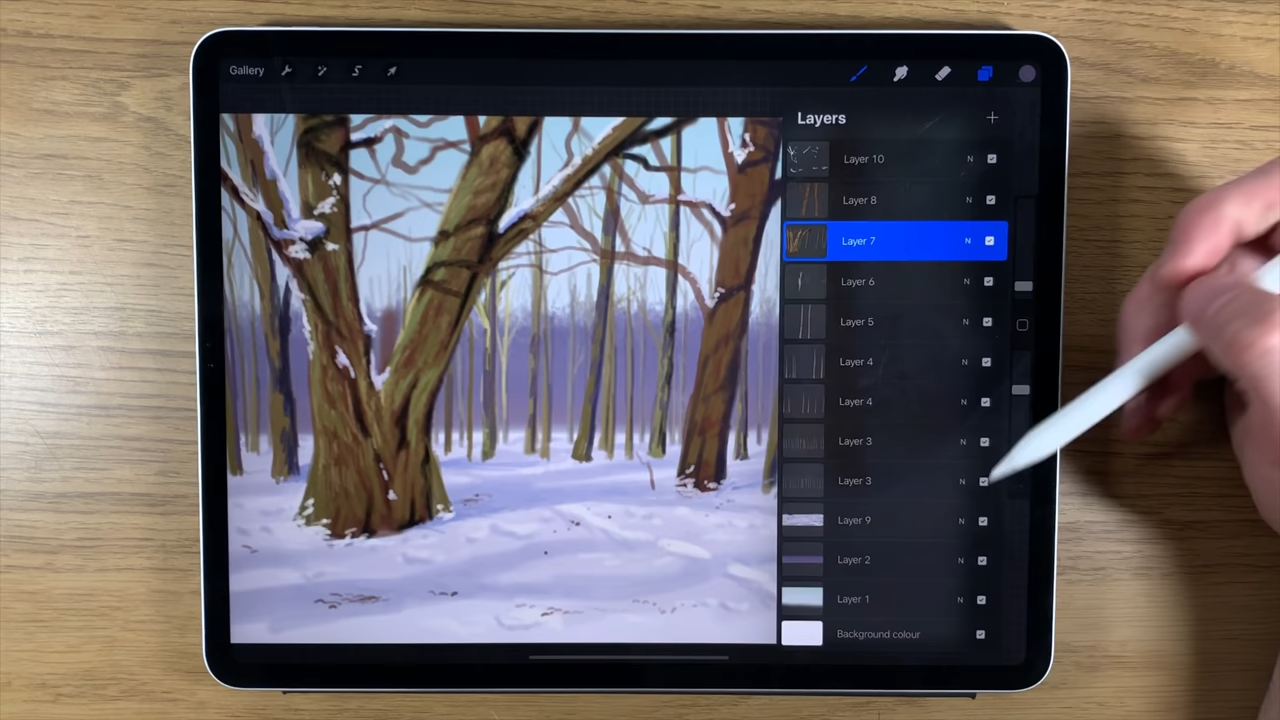 Gallery
Layers
Layer 10 N
Layer 8 N
Layer 7 N
Layer 6 N
Layer 5 N
Layer 4 N
Layer 4 N
Layer 3 N
Layer 3 N
Layer 9 N
Layer 2 N
Layer 1 N
Background colour